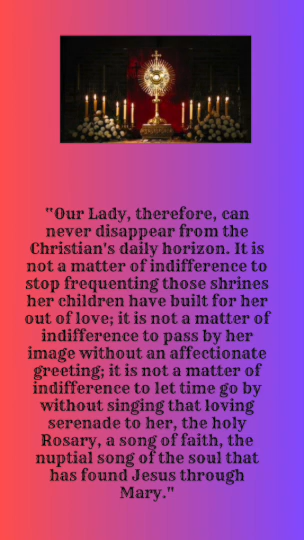 "Our Lady, therefore, can
never disappear from the
Christian's daily horizon. It is
not a matter of indifference to
stop frequenting those shrines
her children have built for her
out of love; it is not a matter of
indifference to pass by her
image without an affectionate
greeting; it is not a matter of
indifference to let time go by
without singing that loving
serenade to her, the holy
Rosary, a song of faith, the
nuptial song of the soul that
has found Jesus through
Mary."